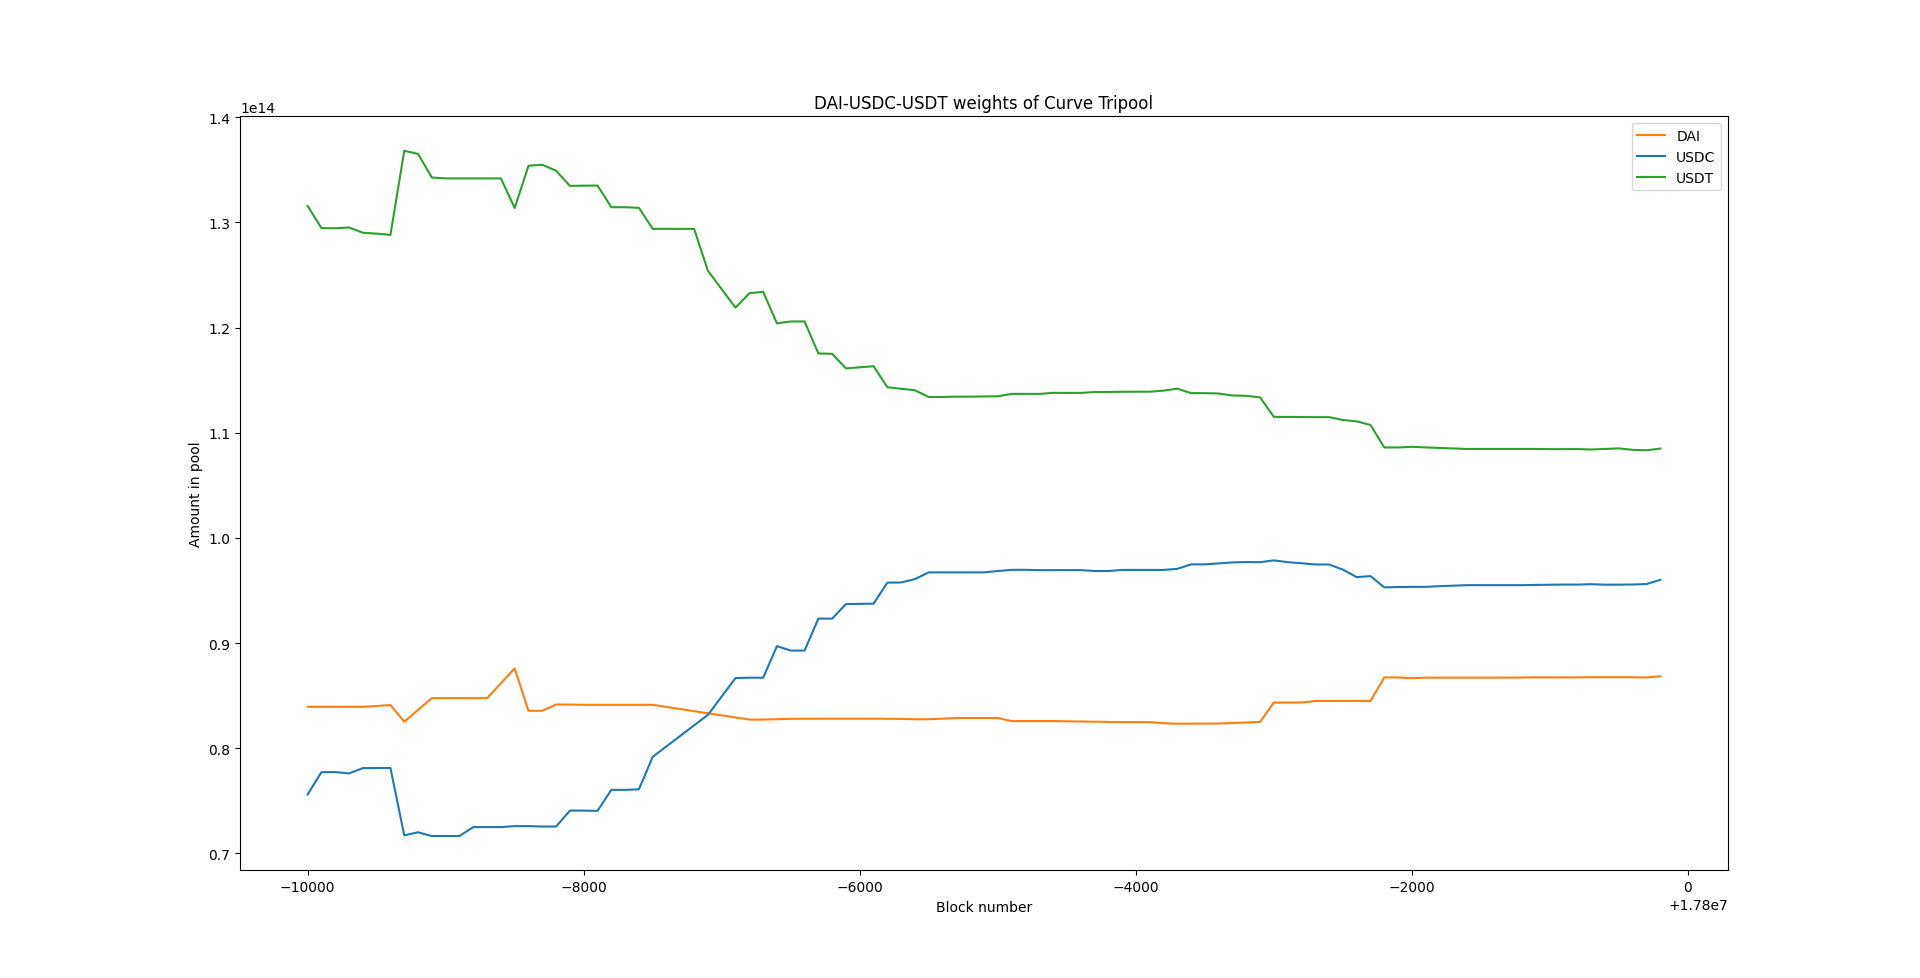 DAI-USDC-USDT weights of Curve Tripool
1e14
1.4
1.3
1.2
1.1
1.0
0.9
0.8
0.7
Amount in pool
DAI
USDC
USDT
−10000
−8000
−6000
−4000
−2000
0
Block number
+1.78e7